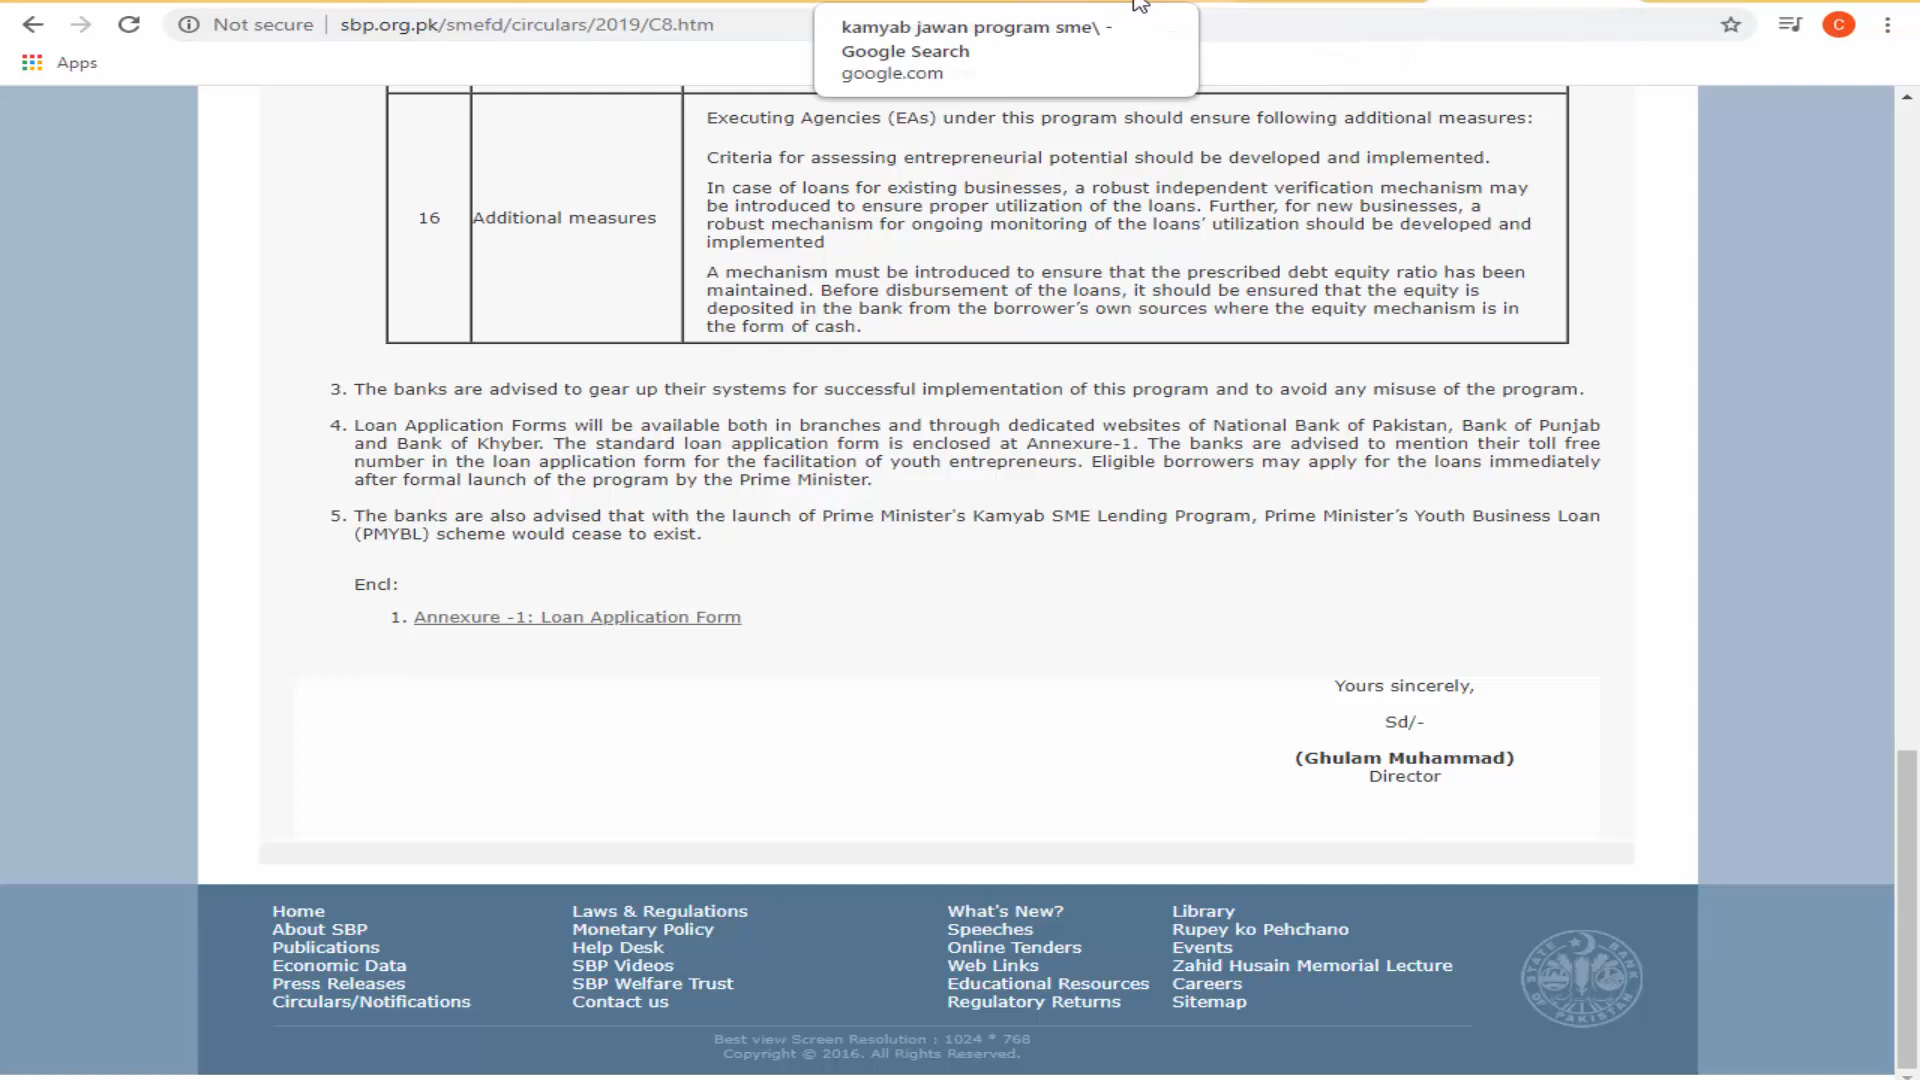 Not secure
sbp.org.pk/smefd/circulars/2019/C8.htm
kamyab jawan program sme\ -
Google Search
google.com
C
Apps
Executing Agencies (EAs) under this program should ensure following additional measures:
Criteria for assessing entrepreneurial potential should be developed and implemented.
In case of loans for existing businesses, a robust independent verification mechanism may
be introduced to ensure proper utilization of the loans. Further, for new businesses, a
16
Additional measures
robust mechanism for ongoing monitoring of the loans’ utilization should be developed and
implemented
A mechanism must be introduced to ensure that the prescribed debt equity ratio has been
maintained. Before disbursement of the loans, it should be ensured that the equity is
deposited in the bank from the borrower’s own sources where the equity mechanism is in
the form of cash.
3. The banks are advised to gear up their systems for successful implementation of this program and to avoid any misuse of the program.
4. Loan Application Forms will be available both in branches and through dedicated websites of National Bank of Pakistan, Bank of Punjab
and Bank of Khyber. The standard loan application form is enclosed at Annexure-1. The banks are advised to mention their toll free
number in the loan application form for the facilitation of youth entrepreneurs. Eligible borrowers may apply for the loans immediately
after formal launch of the program by the Prime Minister.
5. The banks are also advised that with the launch of Prime Minister's Kamyab SME Lending Program, Prime Minister’s Youth Business Loan
(PMYBL) scheme would cease to exist.
Encl:
1. Annexure -1: Loan Application Form
Yours sincerely,
Sd/-
(Ghulam Muhammad)
Director
Home
About SBP
Publications
Economic Data
Press Releases
Circulars/Notifications
Laws & Regulations
Monetary Policy
Help Desk
SBP Videos
SBP Welfare Trust
Contact us
What's New?
Speeches
Online Tenders
Web Links
Educational Resources
Regulatory Returns
Library
Rupey ko Pehchano
Events
Zahid Husain Memorial Lecture
Careers
Sitemap
STATE BANK OF PAKISTAN
Best view Screen Resolution : 1024 * 768
Copyright © 2016. All Rights Reserved.